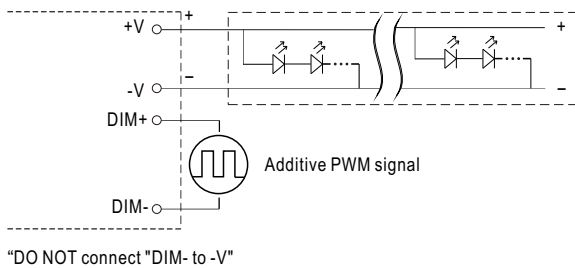 +V
+
+
-V
−
−
DIM+
Additive PWM signal
DIM-
“DO NOT connect "DIM- to -V"